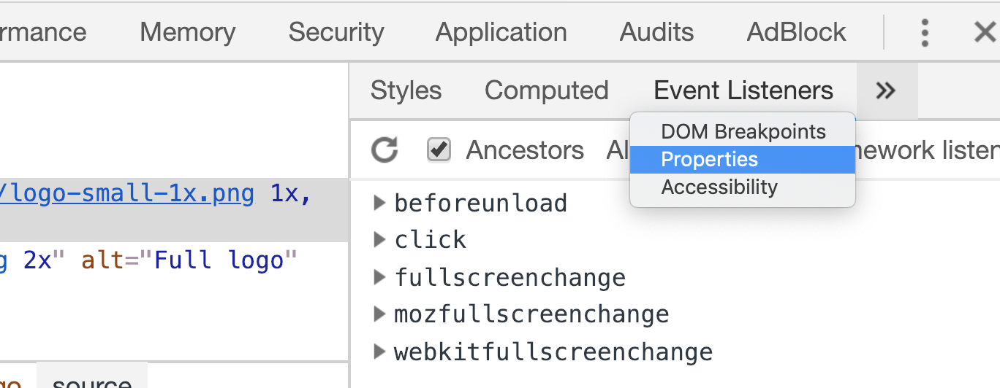 rmance Memory Security Application Audits AdBlock
Styles Computed Event Listeners
DOM Breakpoints
Properties
Accessibility
Ancestors Al nework listen
/logo-small-1x.png 1x,
g 2x" alt="Full logo"
go source
beforeunload
click
fullscreenchange
mozfullscreenchange
webkitfullscreenchange